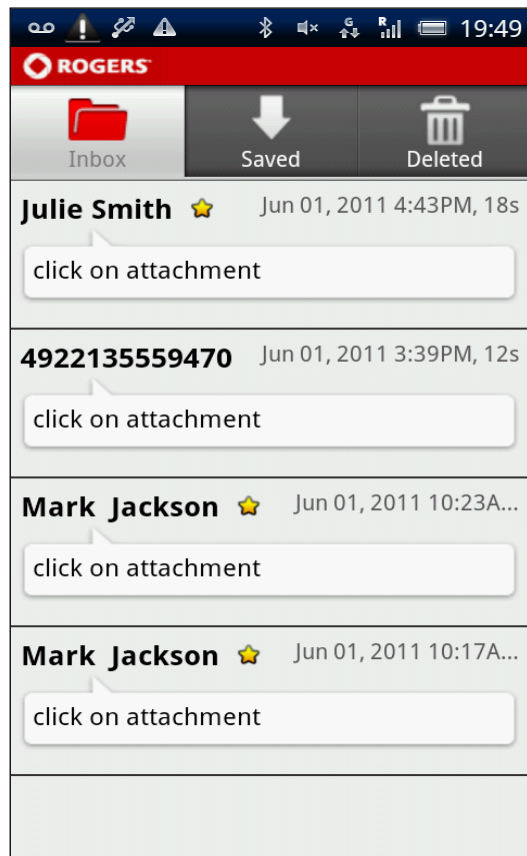 19:49
ROGERS
Inbox Saved Deleted
Julie Smith Jun 01, 2011 4:43PM, 18s
click on attachment
4922135559470 Jun 01, 2011 3:39PM, 12s
click on attachment
Mark Jackson Jun 01, 2011 10:23A...
click on attachment
Mark Jackson Jun 01, 2011 10:17A...
click on attachment